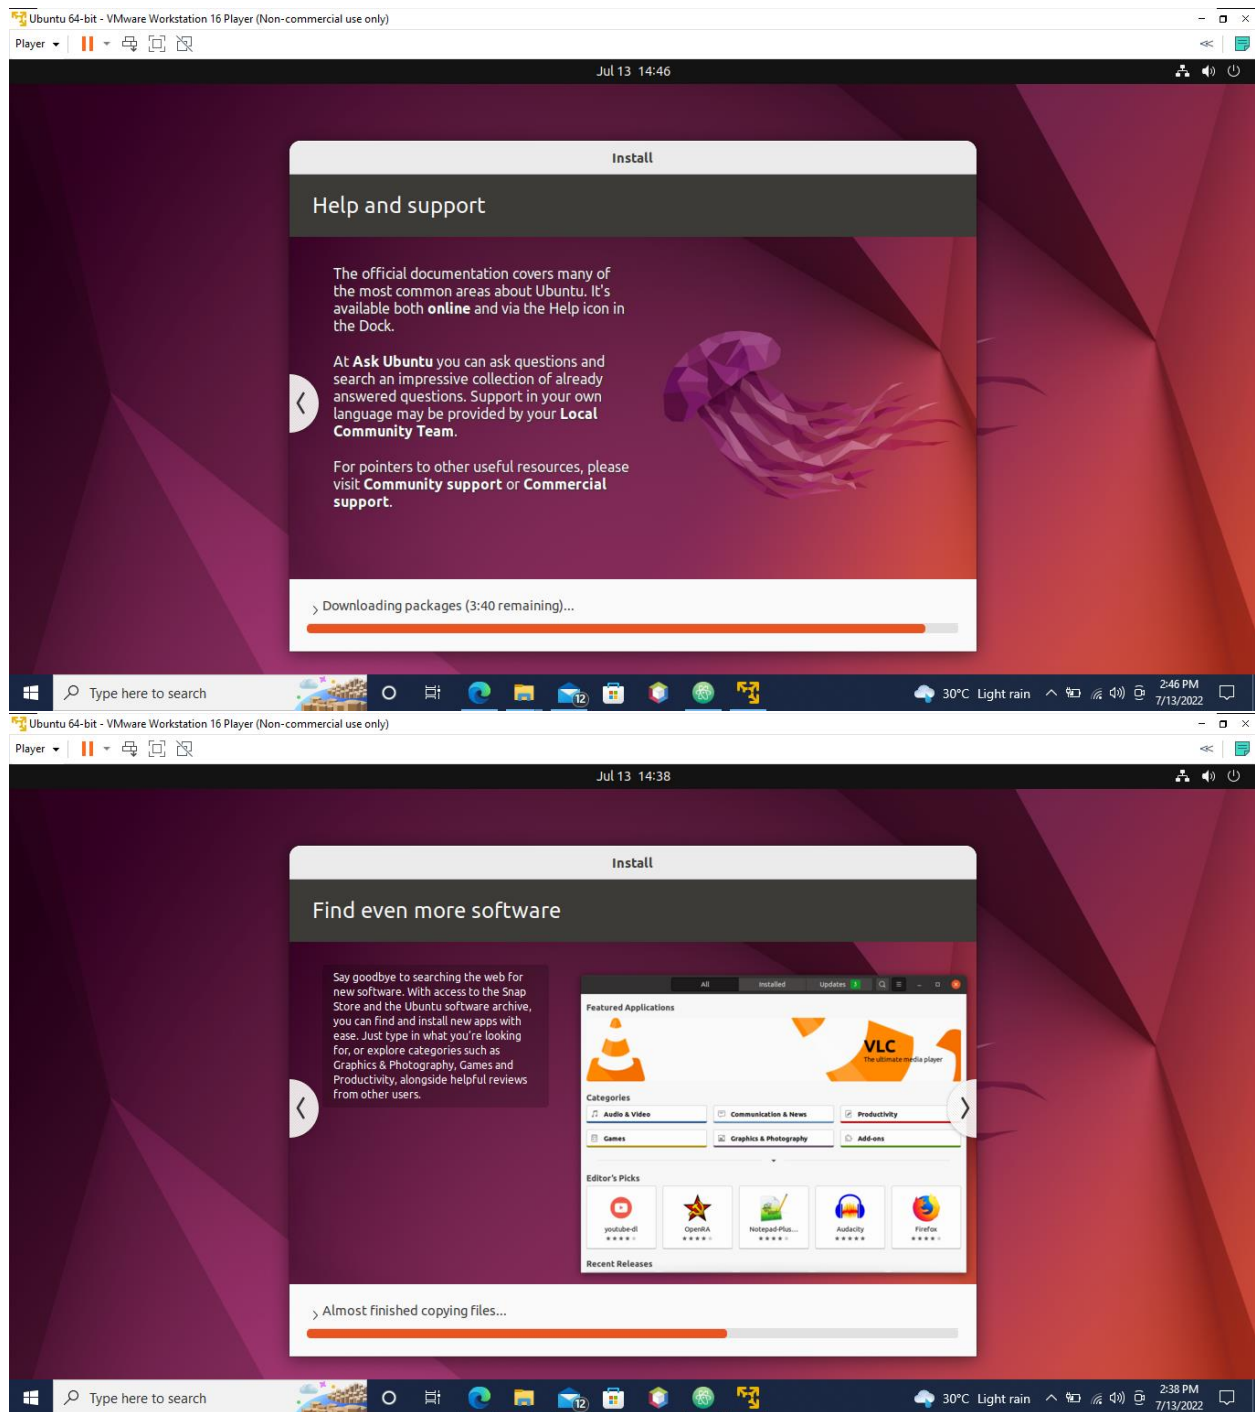 Ubuntu 64-bit - VMware Workstation 16 Player (Non-commercial use only)
Player
Jul 13 14:46
Install
Help and support
The official documentation covers many of
the most common areas about Ubuntu. It's
available both online and via the Help icon in
the Dock.
At Ask Ubuntu you can ask questions and
search an impressive collection of already
answered questions. Support in your own
language may be provided by your Local
Community Team.
For pointers to other useful resources, please
visit Community support or Commercial
support.
Downloading packages (3:40 remaining)...
Type here to search
12
30°C Light rain
2:46 PM
7/13/2022
Ubuntu 64-bit - VMware Workstation 16 Player (Non-commercial use only)
Player
Jul 13 14:38
Install
Find even more software
Say goodbye to searching the web for
new software. With access to the Snap
Store and the Ubuntu software archive,
you can find and install new apps with
ease. Just type in what you're looking
for, or explore categories such as
Graphics & Photography, Games and
Productivity, alongside helpful reviews
from other users.
All Installed Updates 3
Featured Applications
VLC
The ultimate media player
Categories
Audio & Video Communication & News Productivity
Games Graphics & Photography Add-ons
Editor's Picks
youtube-dl OpenRA Notepad-Plus... Audacity Firefox
Recent Releases
Almost finished copying files...
Type here to search
12
30°C Light rain
2:38 PM
7/13/2022